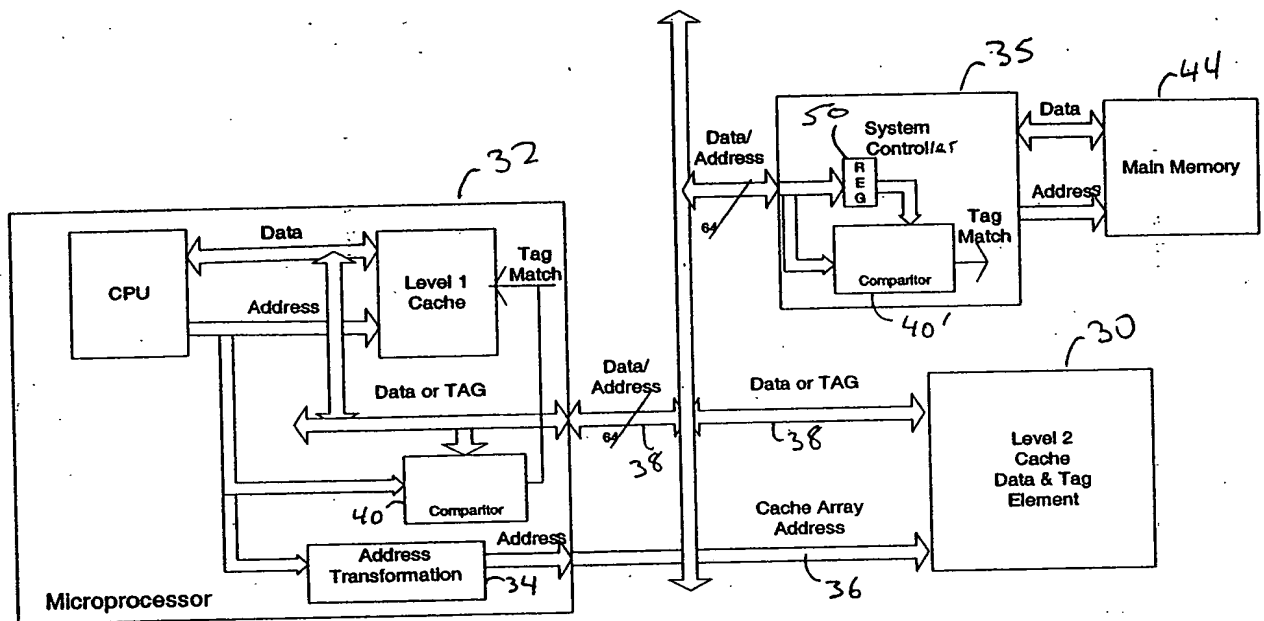 35
44
50
System
Controller
Data/
Address
64
R
E
G
Tag
Match
Comparitor
40'
Data
Address
Main Memory
32
CPU
Data
Address
Level 1
Cache
Tag
Match
Data or TAG
Data/
Address
64
38
Data or TAG
38
30
Level 2
Cache
Data & Tag
Element
40
Comparitor
Address
Transformation
34
Address
Cache Array
Address
36
Microprocessor